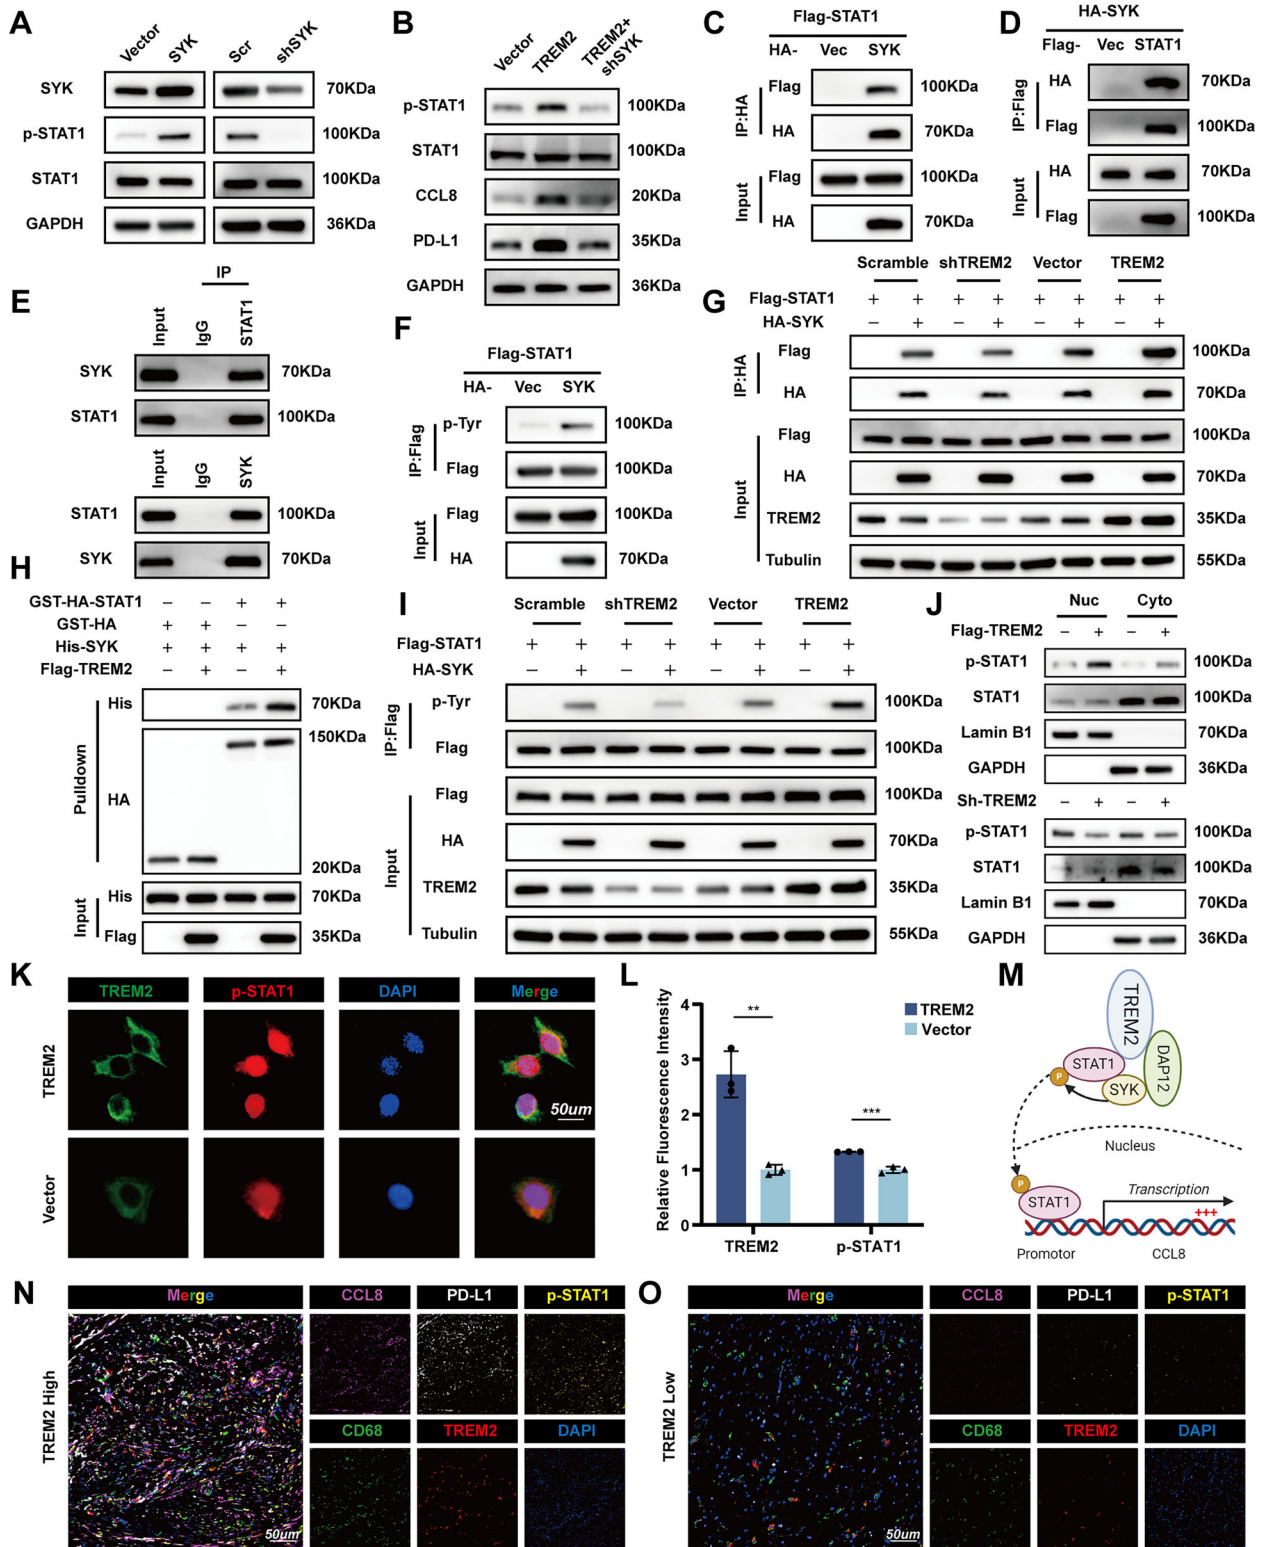 A
Vector
SYK
Scr
shSYK
SYK
70KDa
p-STAT1
100KDa
STAT1
100KDa
GAPDH
36KDa
B
Vector
TREM2
TREM2+
shSYK
p-STAT1
100KDa
STAT1
100KDa
CCL8
20KDa
PD-L1
35KDa
GAPDH
36KDa
C
Flag-STAT1
HA- Vec SYK
IP:HA
Flag
100KDa
HA
70KDa
Input
Flag
100KDa
HA
70KDa
D
HA-SYK
Flag- Vec STAT1
IP:Flag
HA
70KDa
Flag
100KDa
Input
HA
70KDa
Flag
100KDa
E
IP
Input
IgG
STAT1
SYK
70KDa
STAT1
100KDa
Input
IgG
SYK
STAT1
100KDa
SYK
70KDa
F
Flag-STAT1
HA- Vec SYK
IP:Flag
p-Tyr
100KDa
Flag
100KDa
Input
Flag
100KDa
HA
70KDa
G
Scramble shTREM2 Vector TREM2
Flag-STAT1 + + + + + + + +
HA-SYK − + − + − + − +
IP:HA
Flag
100KDa
HA
70KDa
Input
Flag
100KDa
HA
70KDa
TREM2
35KDa
Tubulin
55KDa
H
GST-HA-STAT1 − − + +
GST-HA + + − −
His-SYK + + + +
Flag-TREM2 − + − +
Pulldown
His
70KDa
150KDa
HA
20KDa
Input
His
70KDa
Flag
35KDa
I
Scramble shTREM2 Vector TREM2
Flag-STAT1 + + + + + + + +
HA-SYK − + − + − + − +
IP:Flag
p-Tyr
100KDa
Flag
100KDa
Input
Flag
100KDa
HA
70KDa
TREM2
35KDa
Tubulin
55KDa
J
Nuc Cyto
Flag-TREM2 − + − +
p-STAT1
100KDa
STAT1
100KDa
Lamin B1
70KDa
GAPDH
36KDa
Sh-TREM2 − + − +
p-STAT1
100KDa
STAT1
100KDa
Lamin B1
70KDa
GAPDH
36KDa
K
TREM2
p-STAT1
DAPI
Merge
TREM2
50um
Vector
L
Relative Fluorescence Intensity
4
3
2
1
0
**
***
TREM2
Vector
TREM2
p-STAT1
M
TREM2
DAP12
STAT1
SYK
P
Nucleus
P
STAT1
Transcription
+++
Promotor
CCL8
N
TREM2 High
Merge
CCL8
PD-L1
p-STAT1
CD68
TREM2
DAPI
50um
O
TREM2 Low
Merge
CCL8
PD-L1
p-STAT1
CD68
TREM2
DAPI
50um